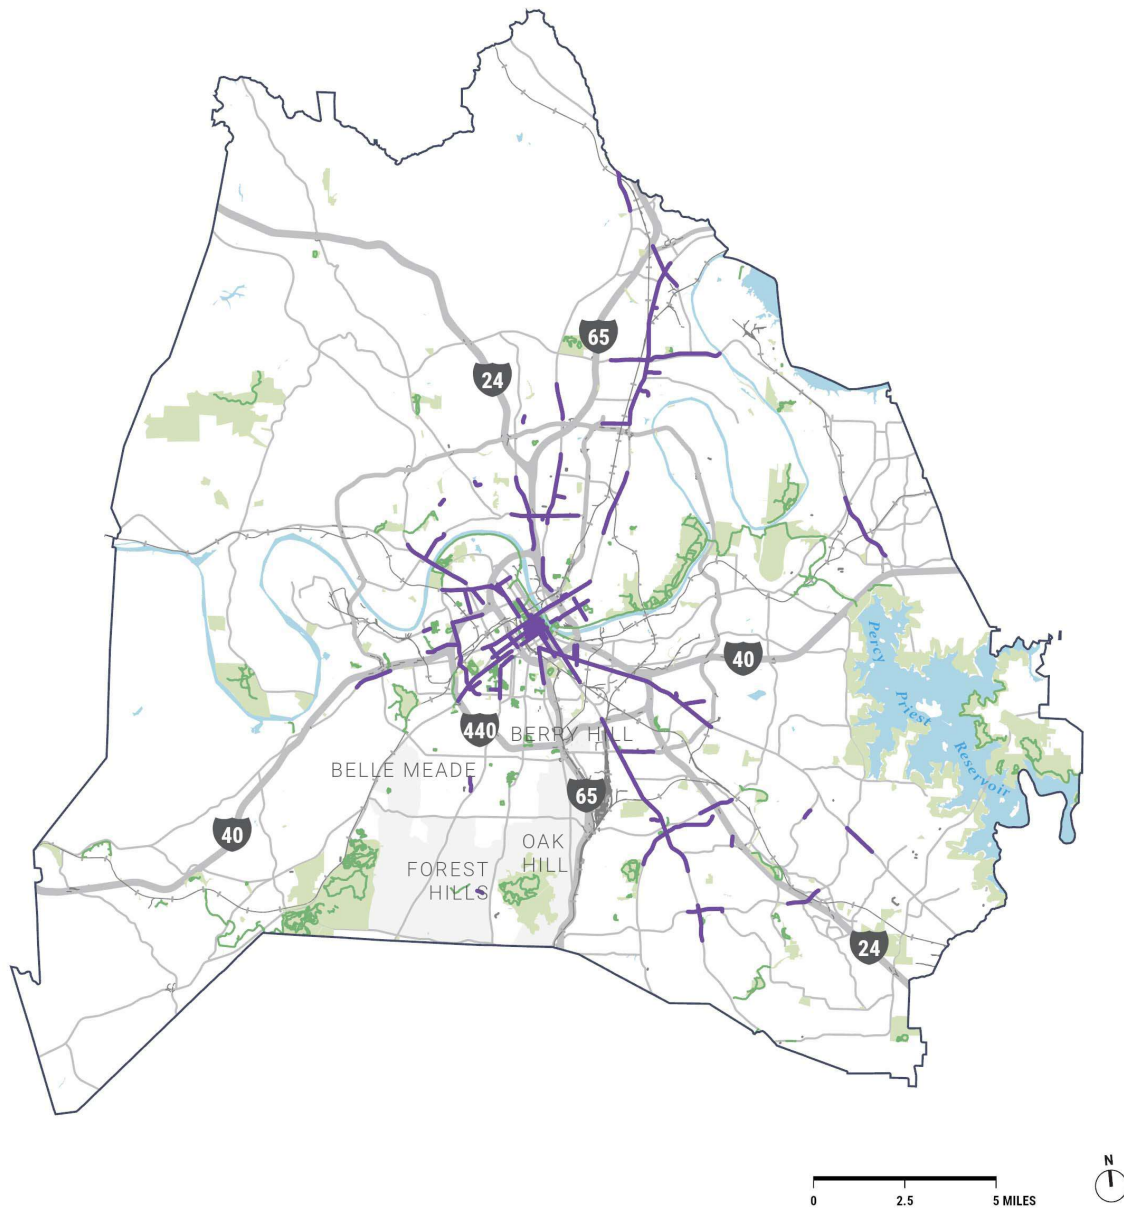 65
24
Percy
40
Priest
440
BERRY HILL
Reservoir
BELLE MEADE
65
40
OAK
HILL
FOREST
HILLS
24
N
0
2.5
5 MILES